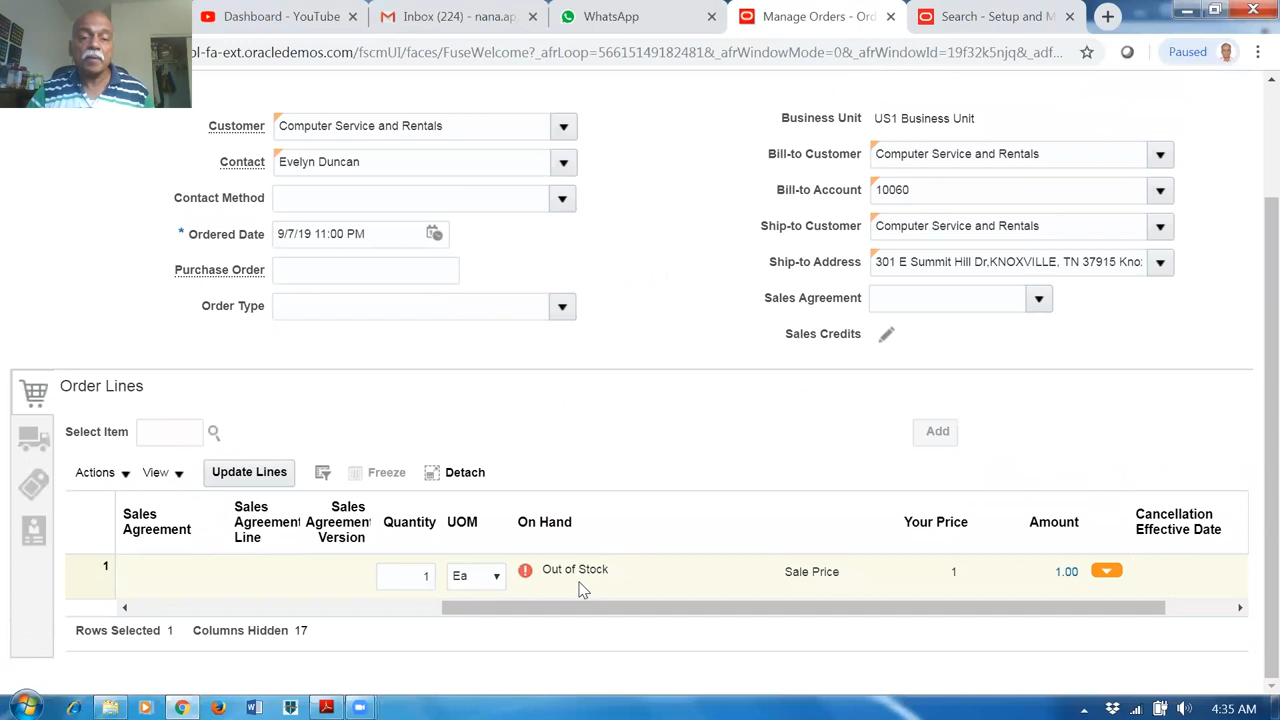 Dashboard - YouTube
Inbox (224) - nana.ap
WhatsApp
Manage Orders - Ord
Search - Setup and M
ol-fa-ext.oracledemos.com/fscmUI/faces/FuseWelcome?_afrLoop=566151491824818&_afrWindowMode=0&_afrWindowId=19f32k5njq&_adf...
Paused
Customer Computer Service and Rentals
Business Unit US1 Business Unit
Contact Evelyn Duncan
Bill-to Customer Computer Service and Rentals
Contact Method
Bill-to Account 10060
* Ordered Date 9/7/19 11:00 PM
Ship-to Customer Computer Service and Rentals
Purchase Order
Ship-to Address 301 E Summit Hill Dr,KNOXVILLE, TN 37915 Kno
Order Type
Sales Agreement
Sales Credits
Order Lines
Select Item
Add
Actions View Update Lines Freeze Detach
Sales Agreement
Sales Agreement Line
Sales Agreement Version
Quantity UOM On Hand Your Price Amount
Cancellation Effective Date
1 1 Ea Out of Stock Sale Price 1 1.00
Rows Selected 1 Columns Hidden 17
4:35 AM